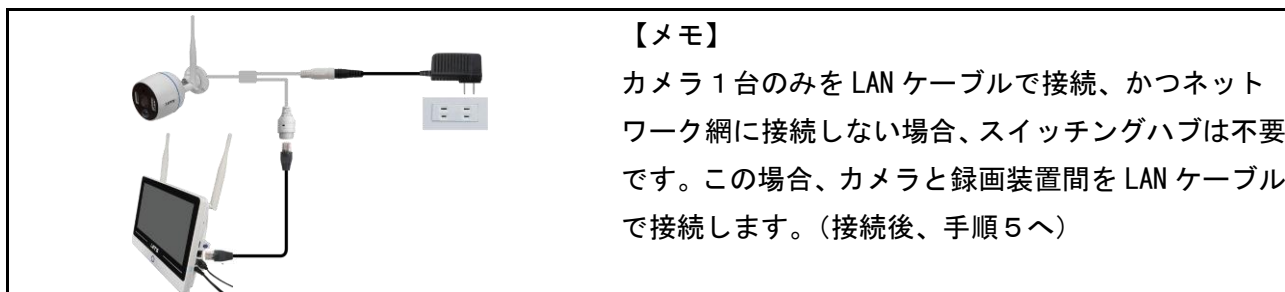 【メモ】
カメラ１台のみを LAN ケーブルで接続、かつネット
ワーク網に接続しない場合、スイッチングハブは不要
です。この場合、カメラと録画装置間を LAN ケーブル
で接続します。（接続後、手順５へ）